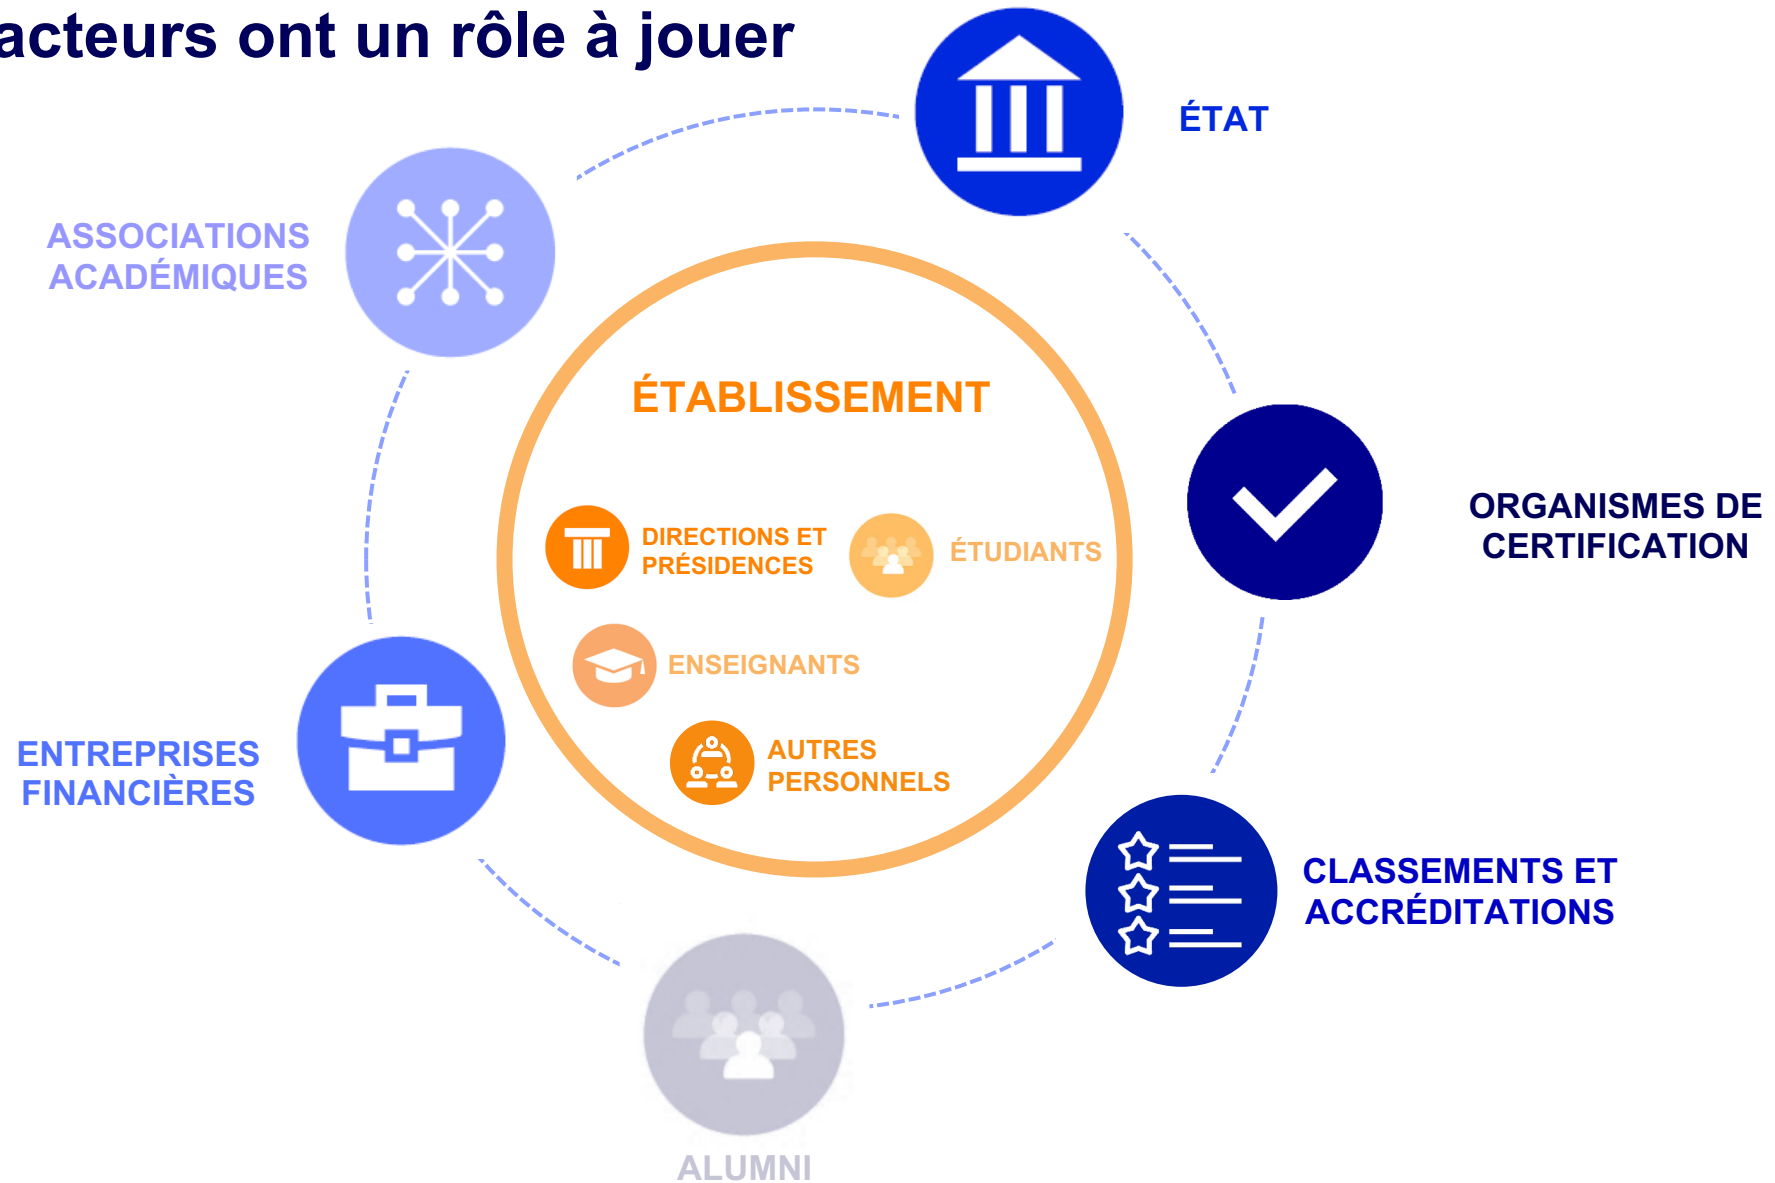 acteurs ont un rôle à jouer
ÉTAT
ASSOCIATIONS
ACADÉMIQUES
ÉTABLISSEMENT
DIRECTIONS ET
PRÉSIDENCES
ÉTUDIANTS
ORGANISMES DE
CERTIFICATION
ENSEIGNANTS
ENTREPRISES
FINANCIÈRES
AUTRES
PERSONNELS
CLASSEMENTS ET
ACCRÉDITATIONS
ALUMNI